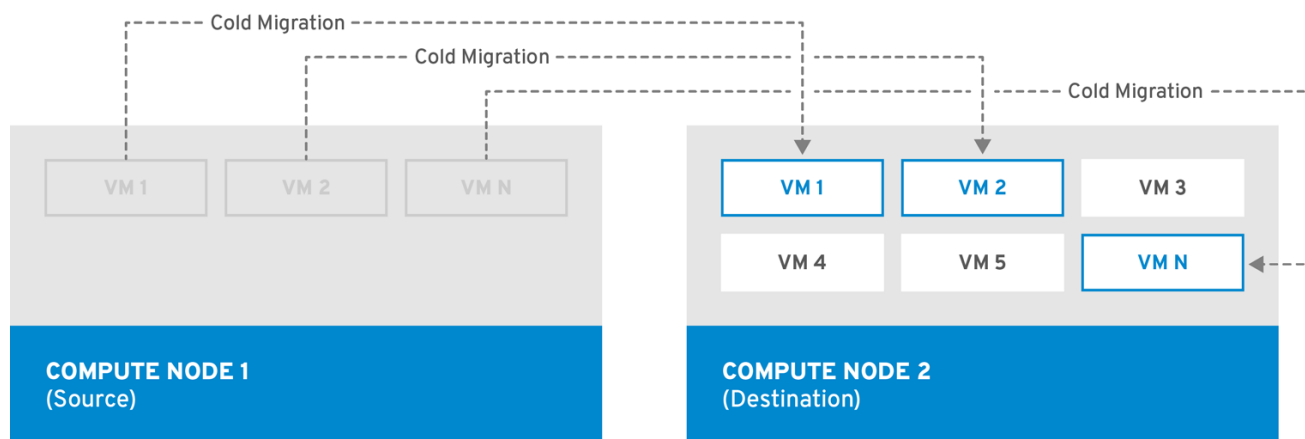 Cold Migration
Cold Migration
Cold Migration
VM 1
VM 2
VM N
VM 1
VM 2
VM 3
VM 4
VM 5
VM N
COMPUTE NODE 1
(Source)
COMPUTE NODE 2
(Destination)